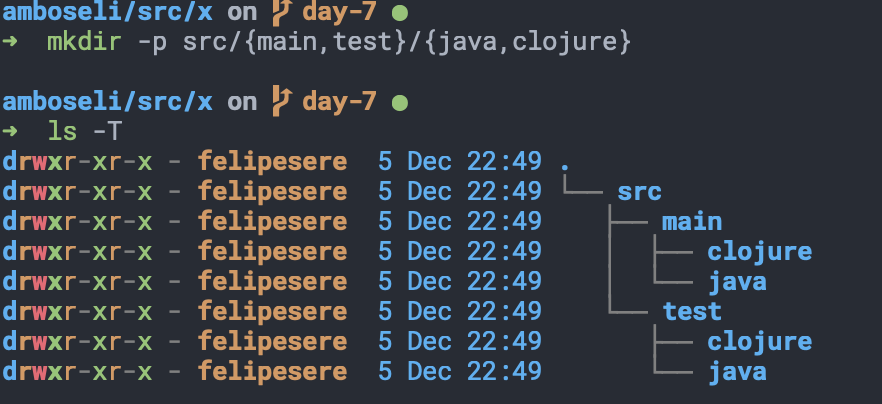 amboseli/src/x on day-7 ●
➜ mkdir -p src/{main,test}/{java,clojure}
amboseli/src/x on day-7 ●
➜ ls -T
drwxr-xr-x - felipesere 5 Dec 22:49 .
drwxr-xr-x - felipesere 5 Dec 22:49 └── src
drwxr-xr-x - felipesere 5 Dec 22:49    ├── main
drwxr-xr-x - felipesere 5 Dec 22:49    │  ├── clojure
drwxr-xr-x - felipesere 5 Dec 22:49    │  └── java
drwxr-xr-x - felipesere 5 Dec 22:49    └── test
drwxr-xr-x - felipesere 5 Dec 22:49       ├── clojure
drwxr-xr-x - felipesere 5 Dec 22:49       └── java